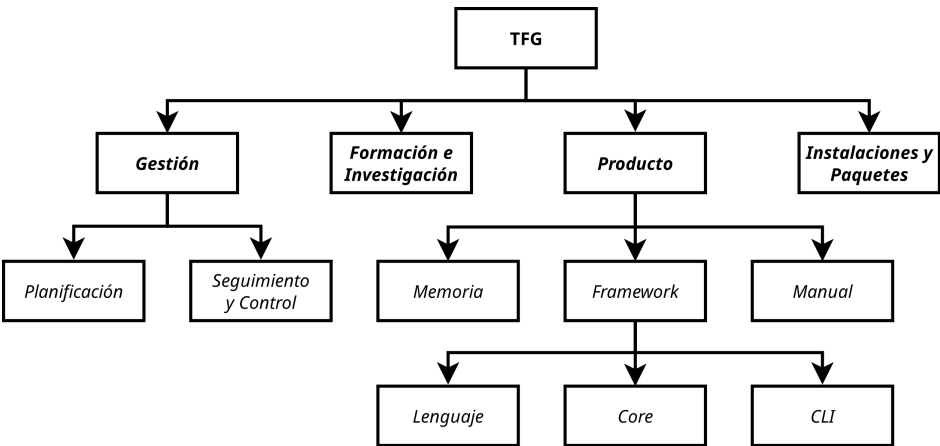 TFG
Gestión
Formación e
Investigación
Producto
Instalaciones y
Paquetes
Planificación
Seguimiento
y Control
Memoria
Framework
Manual
Lenguaje
Core
CLI